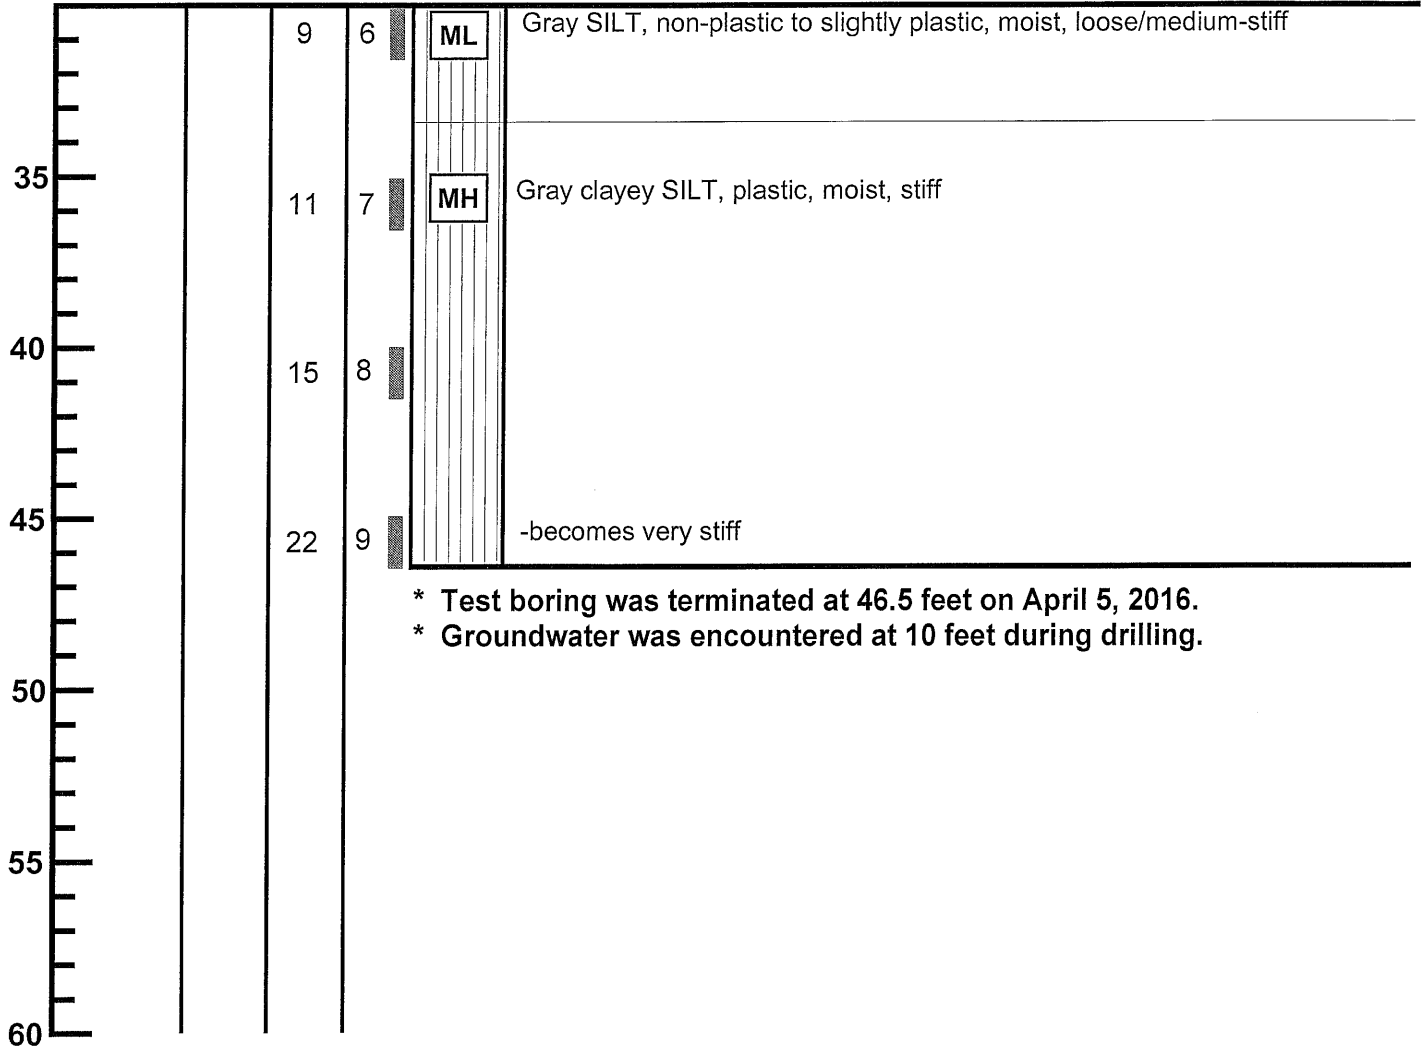 9 6 ML Gray SILT, non-plastic to slightly plastic, moist, loose/medium-stiff
35
11 7 MH Gray clayey SILT, plastic, moist, stiff
40
15 8
45
22 9 -becomes very stiff
* Test boring was terminated at 46.5 feet on April 5, 2016.
* Groundwater was encountered at 10 feet during drilling.
50
55
60